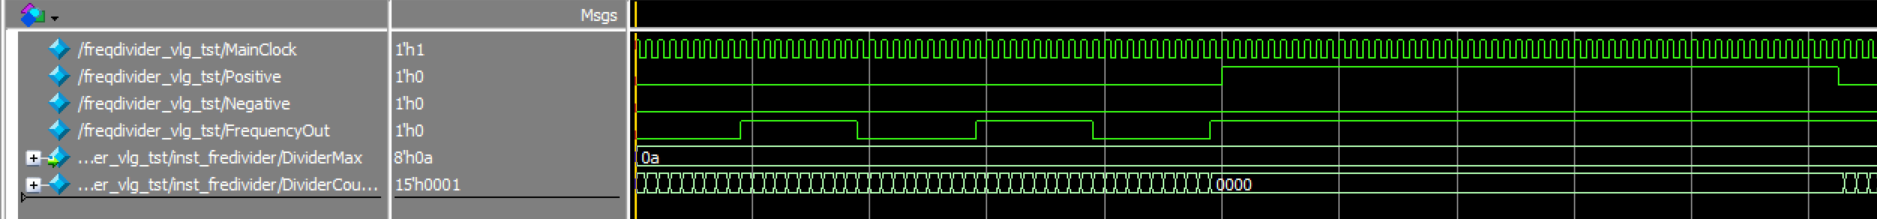 Msgs
/freqdivider_vlg_tst/MainClock 1'h1
/freqdivider_vlg_tst/Positive 1'h0
/freqdivider_vlg_tst/Negative 1'h0
/freqdivider_vlg_tst/FrequencyOut 1'h0
...er_vlg_tst/inst_fredivider/DividerMax 8'h0a 0a
...er_vlg_tst/inst_fredivider/DividerCou... 15'h0001 0000